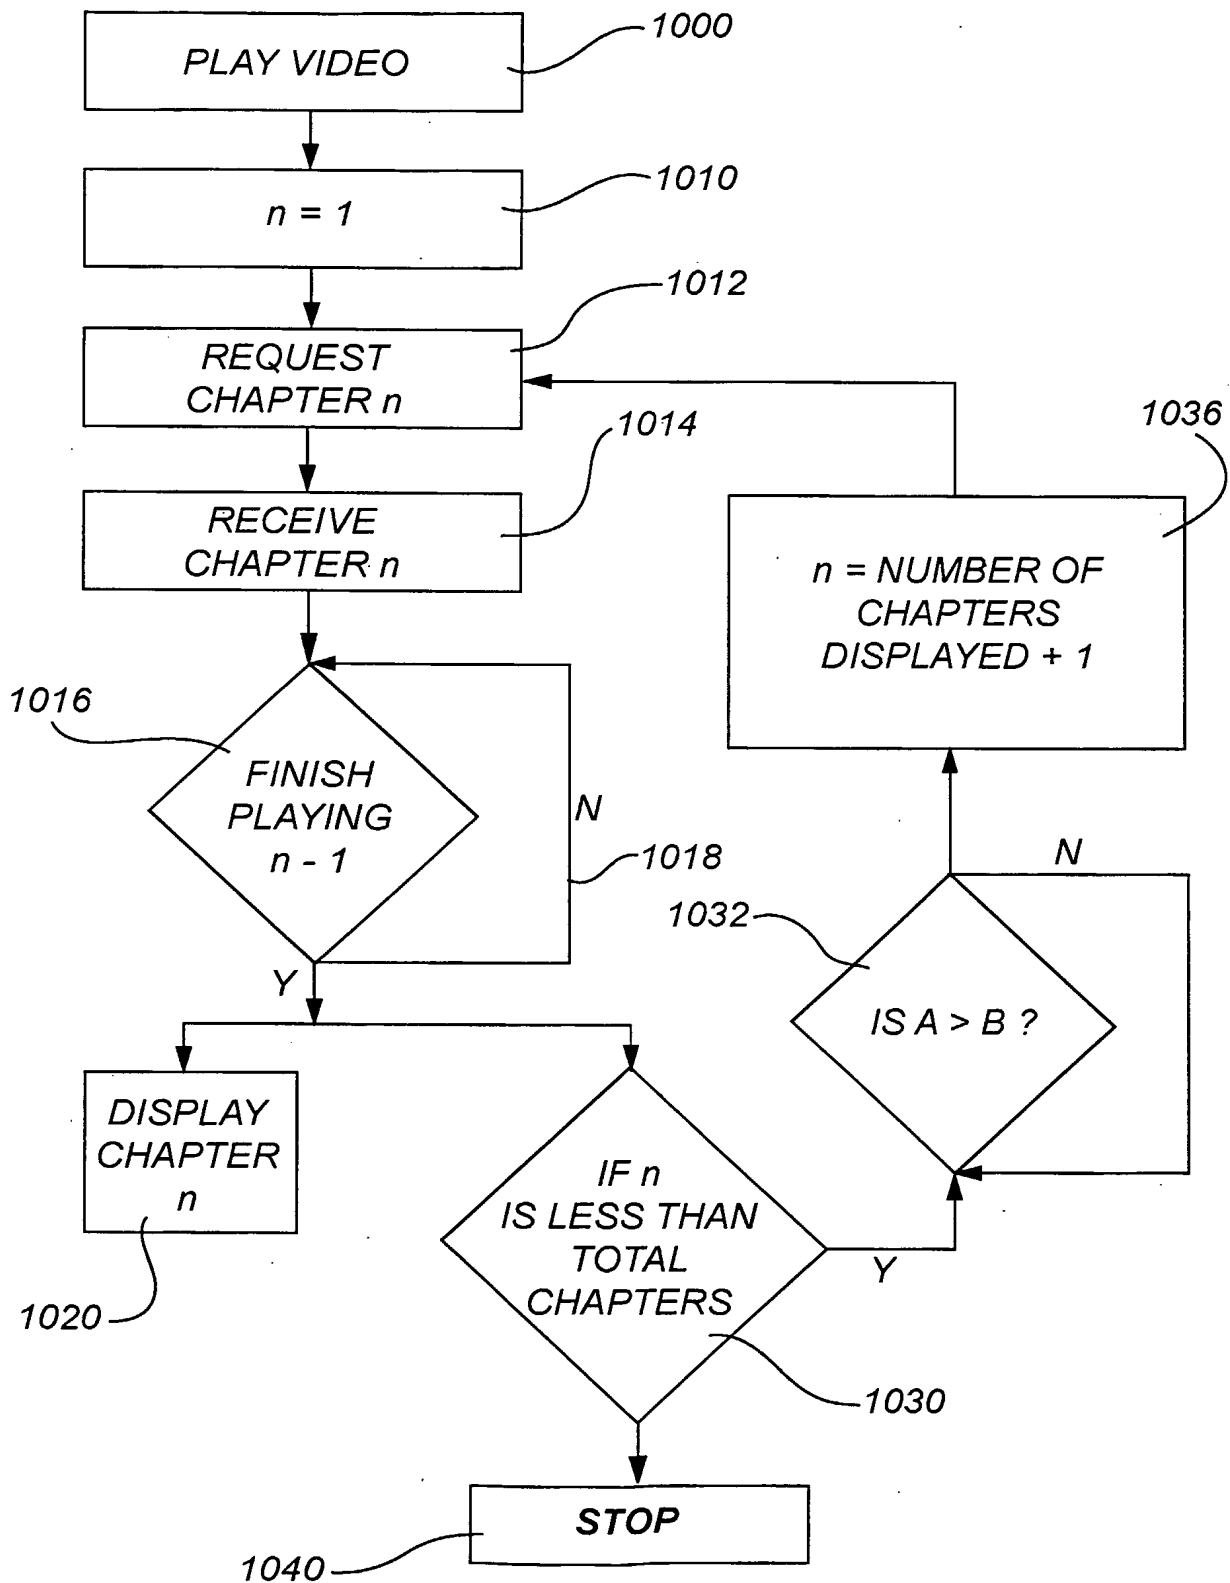 PLAY VIDEO
1000
n = 1
1010
REQUEST
CHAPTER n
1012
RECEIVE
CHAPTER n
1014
1036
n = NUMBER OF
CHAPTERS
DISPLAYED + 1
1016
FINISH
PLAYING
n - 1
N
1018
Y
N
1032
IS A > B ?
DISPLAY
CHAPTER
n
1020
IF n
IS LESS THAN
TOTAL
CHAPTERS
Y
1030
STOP
1040